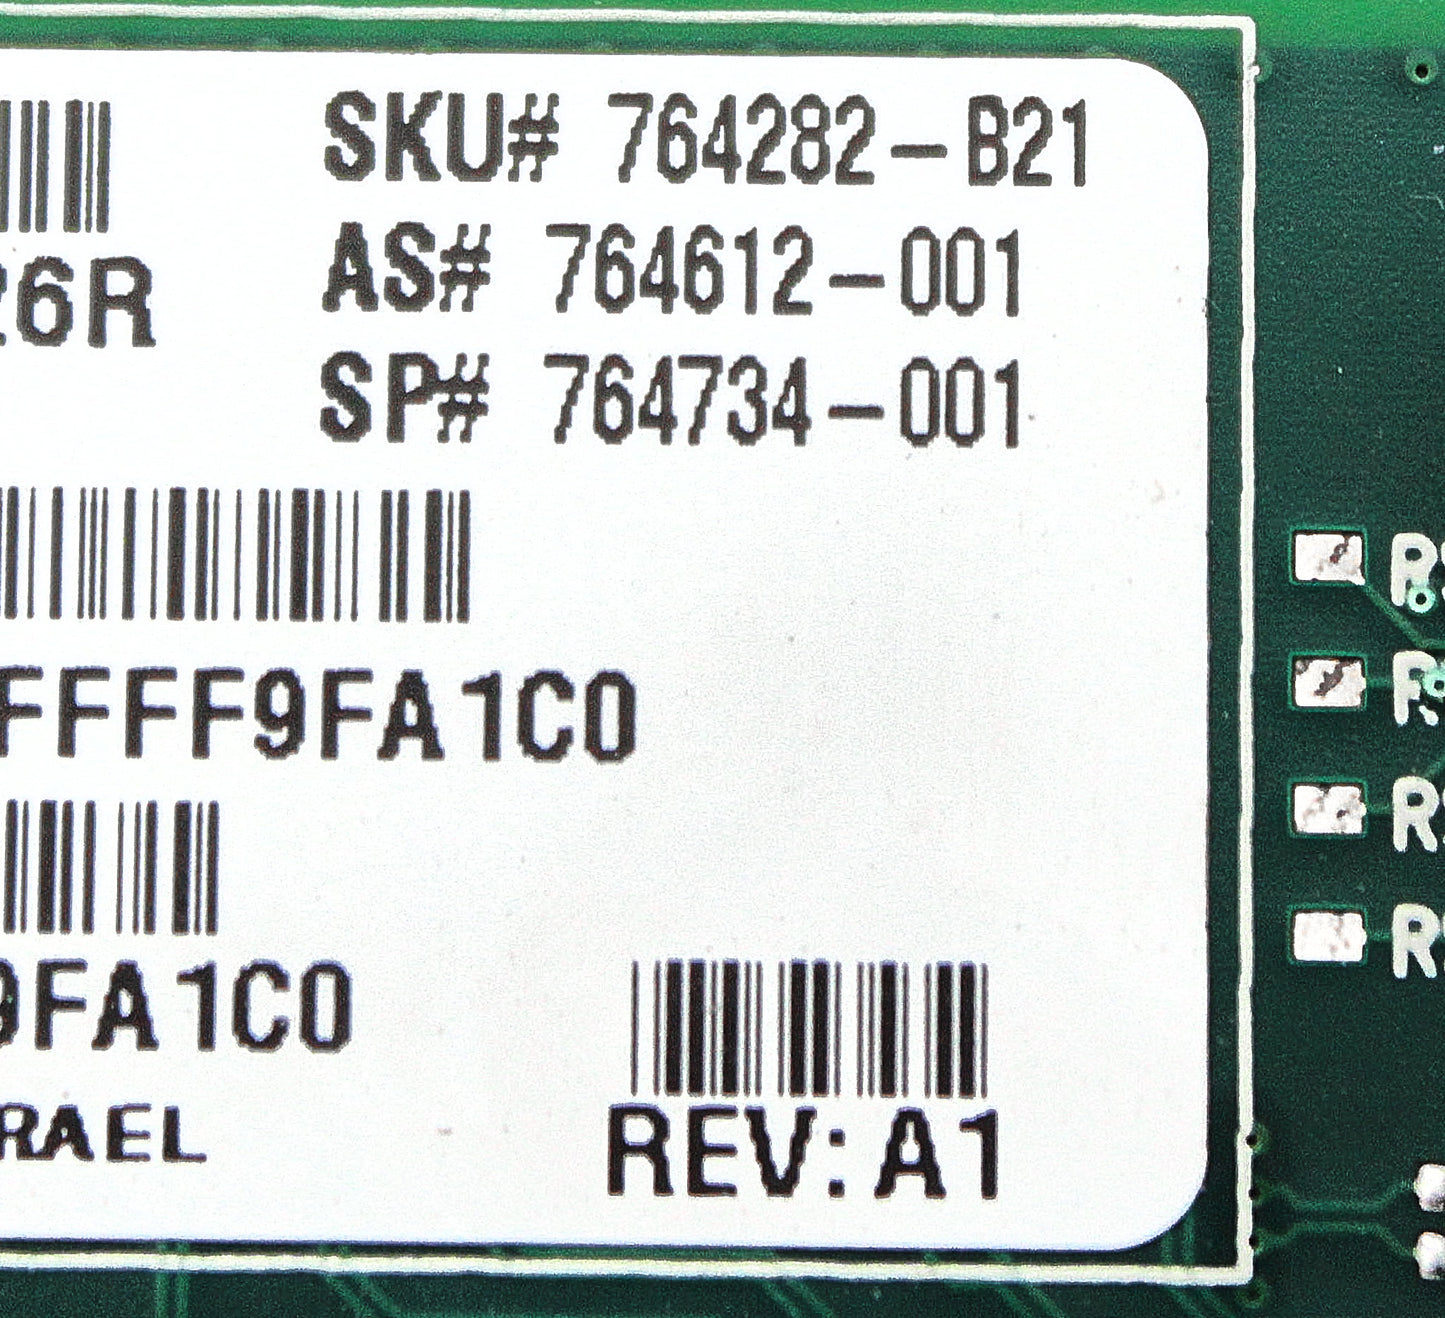 SKU# 764282-B21
AS# 764612-001
26R
SP# 764734-001
FFFF9FA1C0
9FA1C0
RAEL
REV: A1